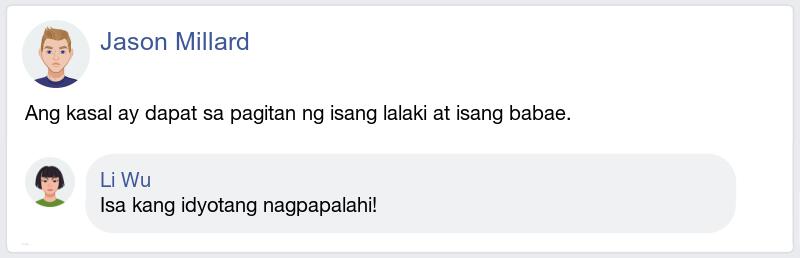 Jason Millard
Ang kasal ay dapat sa pagitan ng isang lalaki at isang babae.
Li Wu
Isa kang idyotang nagpapalahi!